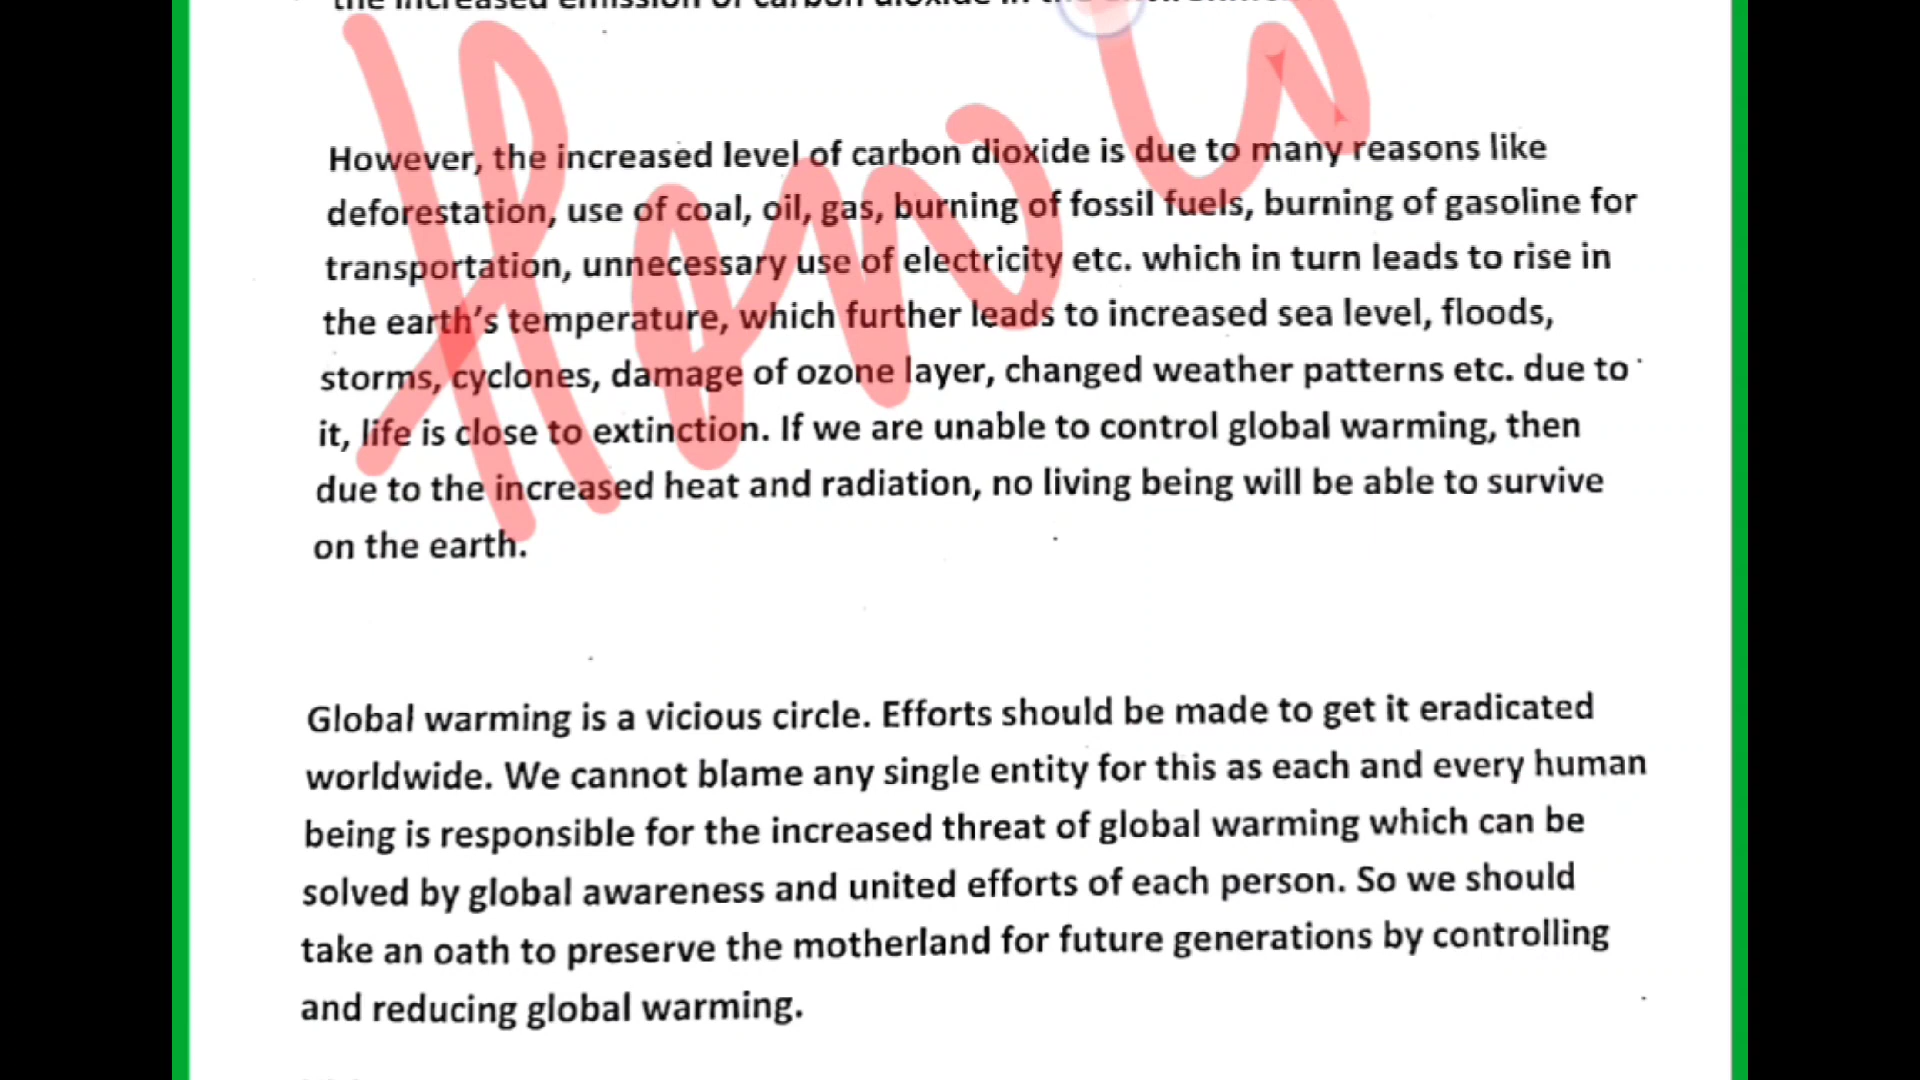 the increased emission of carbon dioxide in the
However, the increased level of carbon dioxide is due to many reasons like
deforestation, use of coal, oil, gas, burning of fossil fuels, burning of gasoline for
transportation, unnecessary use of electricity etc. which in turn leads to rise in
the earth's temperature, which further leads to increased sea level, floods,
storms, cyclones, damage of ozone layer, changed weather patterns etc. due to
it, life is close to extinction. If we are unable to control global warming, then
due to the increased heat and radiation, no living being will be able to survive
on the earth.
Global warming is a vicious circle. Efforts should be made to get it eradicated
worldwide. We cannot blame any single entity for this as each and every human
being is responsible for the increased threat of global warming which can be
solved by global awareness and united efforts of each person. So we should
take an oath to preserve the motherland for future generations by controlling
and reducing global warming.